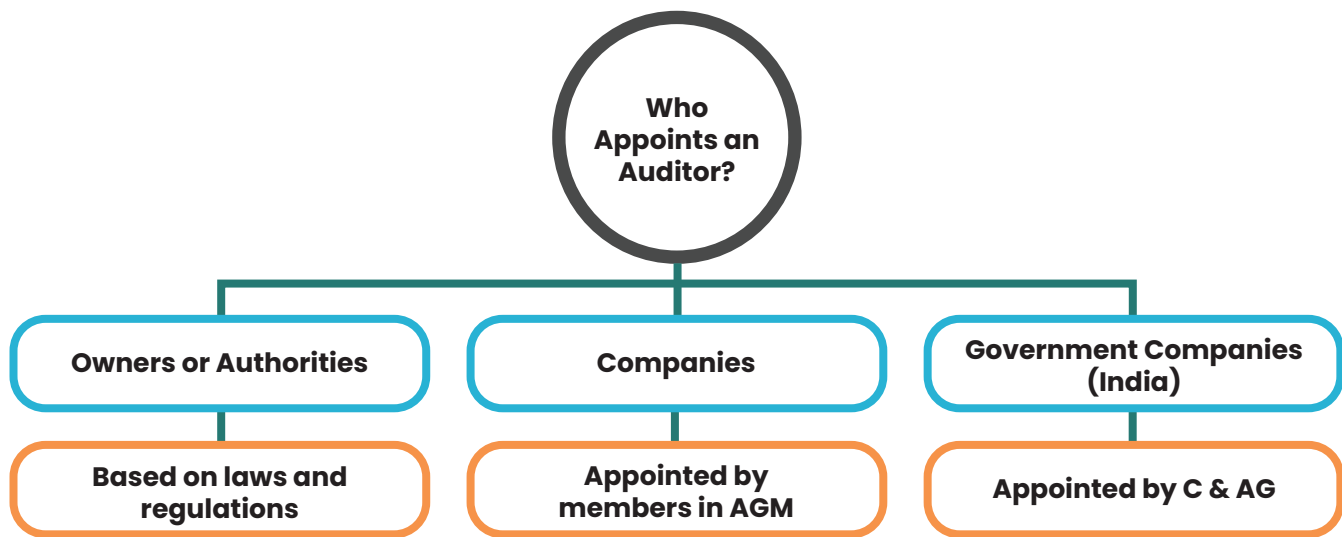 Who
Appoints an
Auditor?
Owners or Authorities
Companies
Government Companies
(India)
Based on laws and
regulations
Appointed by
members in AGM
Appointed by C & AG